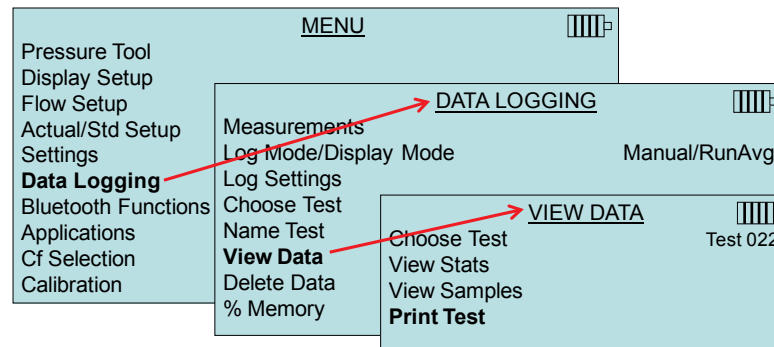 MENU
Pressure Tool
Display Setup
Flow Setup
Actual/Std Setup
Settings
Data Logging
Bluetooth Functions
Applications
Cf Selection
Calibration
DATA LOGGING
Measurements
Log Mode/Display Mode Manual/RunAvg
Log Settings
Choose Test
Name Test
View Data
Delete Data
% Memory
VIEW DATA
Choose Test Test 022
View Stats
View Samples
Print Test